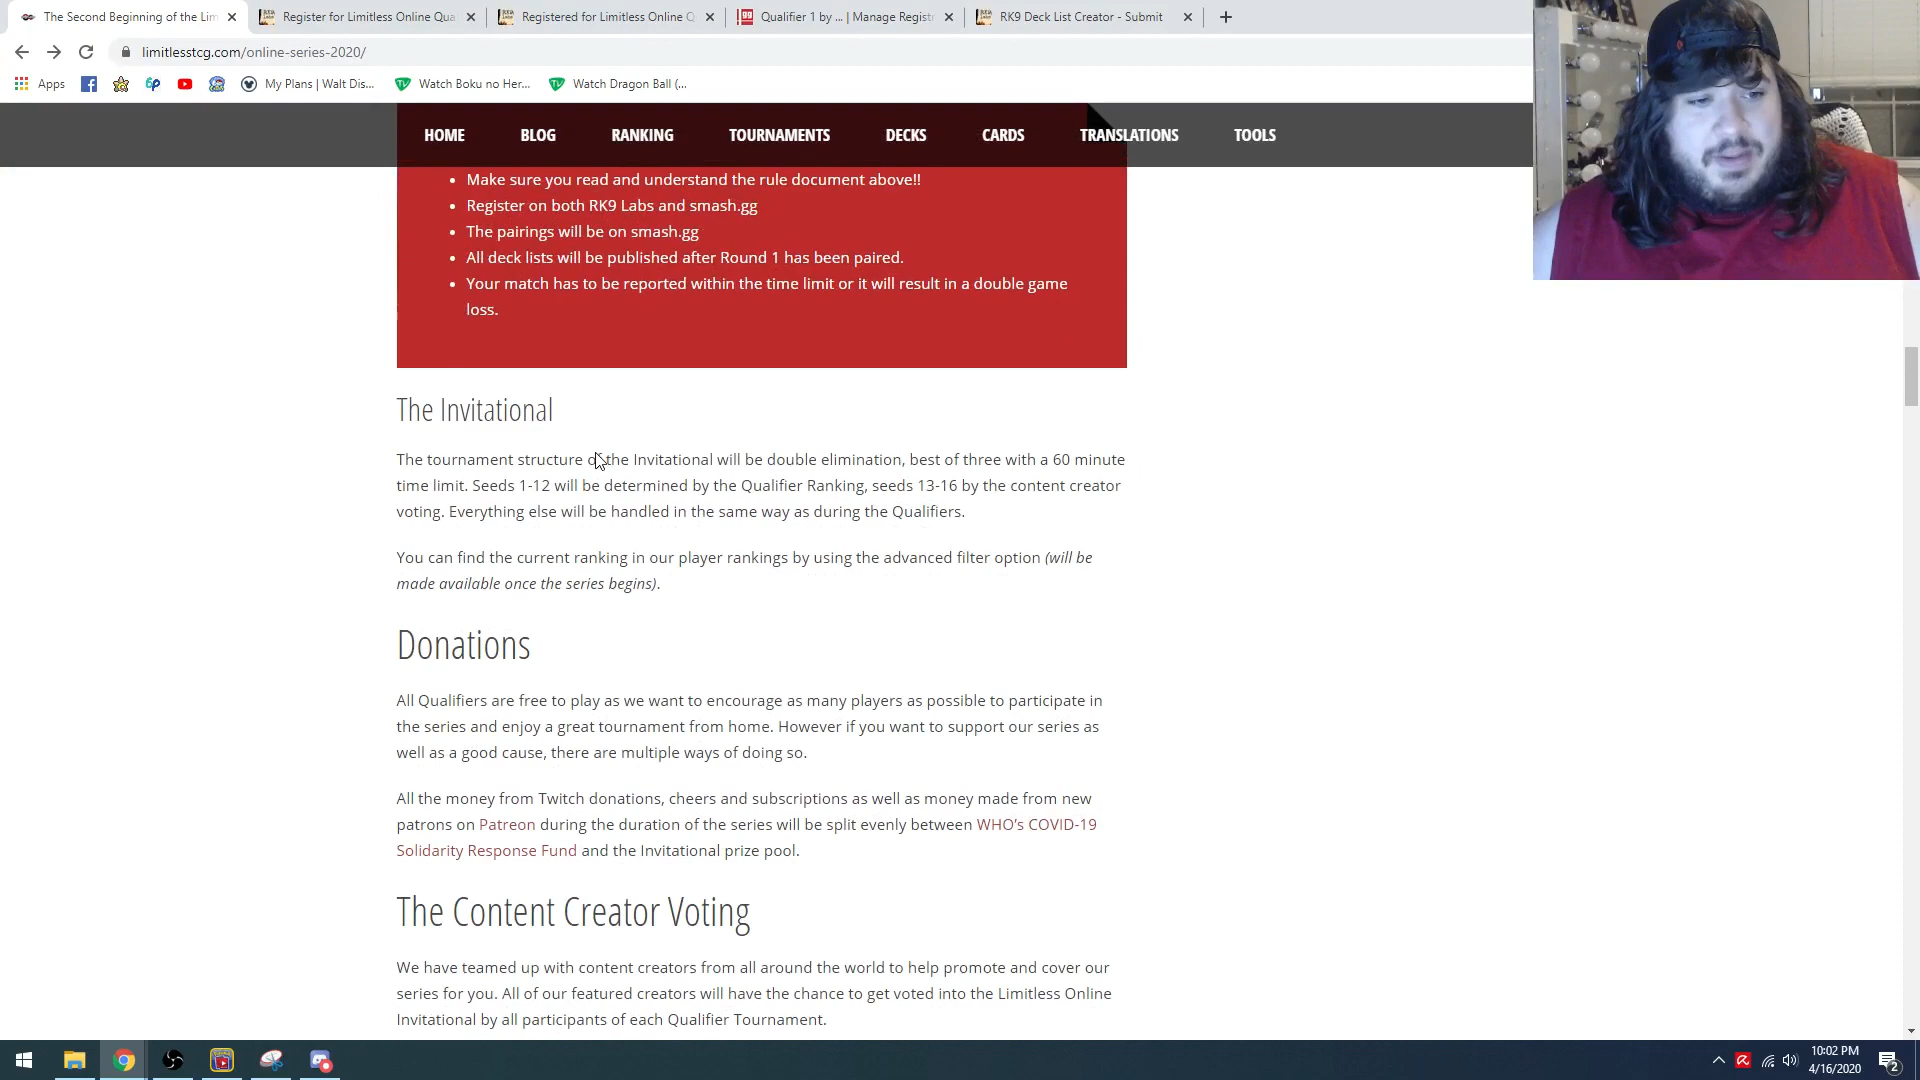 The Second Beginning of the Lim
Register for Limitless Online Qua
Registered for Limitless Online Q
Qualifier 1 by ... | Manage Registr
RK9 Deck List Creator - Submit
limitlesstcg.com/online-series-2020/
Apps
My Plans | Walt Dis...
Watch Boku no Her...
Watch Dragon Ball (...
HOME
BLOG
RANKING
TOURNAMENTS
DECKS
CARDS
TRANSLATIONS
TOOLS
• Make sure you read and understand the rule document above!!
• Register on both RK9 Labs and smash.gg
• The pairings will be on smash.gg
• All deck lists will be published after Round 1 has been paired.
• Your match has to be reported within the time limit or it will result in a double game
loss.
The Invitational
The tournament structure of the Invitational will be double elimination, best of three with a 60 minute
time limit. Seeds 1-12 will be determined by the Qualifier Ranking, seeds 13-16 by the content creator
voting. Everything else will be handled in the same way as during the Qualifiers.
You can find the current ranking in our player rankings by using the advanced filter option (will be
made available once the series begins).
Donations
All Qualifiers are free to play as we want to encourage as many players as possible to participate in
the series and enjoy a great tournament from home. However if you want to support our series as
well as a good cause, there are multiple ways of doing so.
All the money from Twitch donations, cheers and subscriptions as well as money made from new
patrons on Patreon during the duration of the series will be split evenly between WHO's COVID-19
Solidarity Response Fund and the Invitational prize pool.
The Content Creator Voting
We have teamed up with content creators from all around the world to help promote and cover our
series for you. All of our featured creators will have the chance to get voted into the Limitless Online
Invitational by all participants of each Qualifier Tournament.
10:02 PM
4/16/2020
2